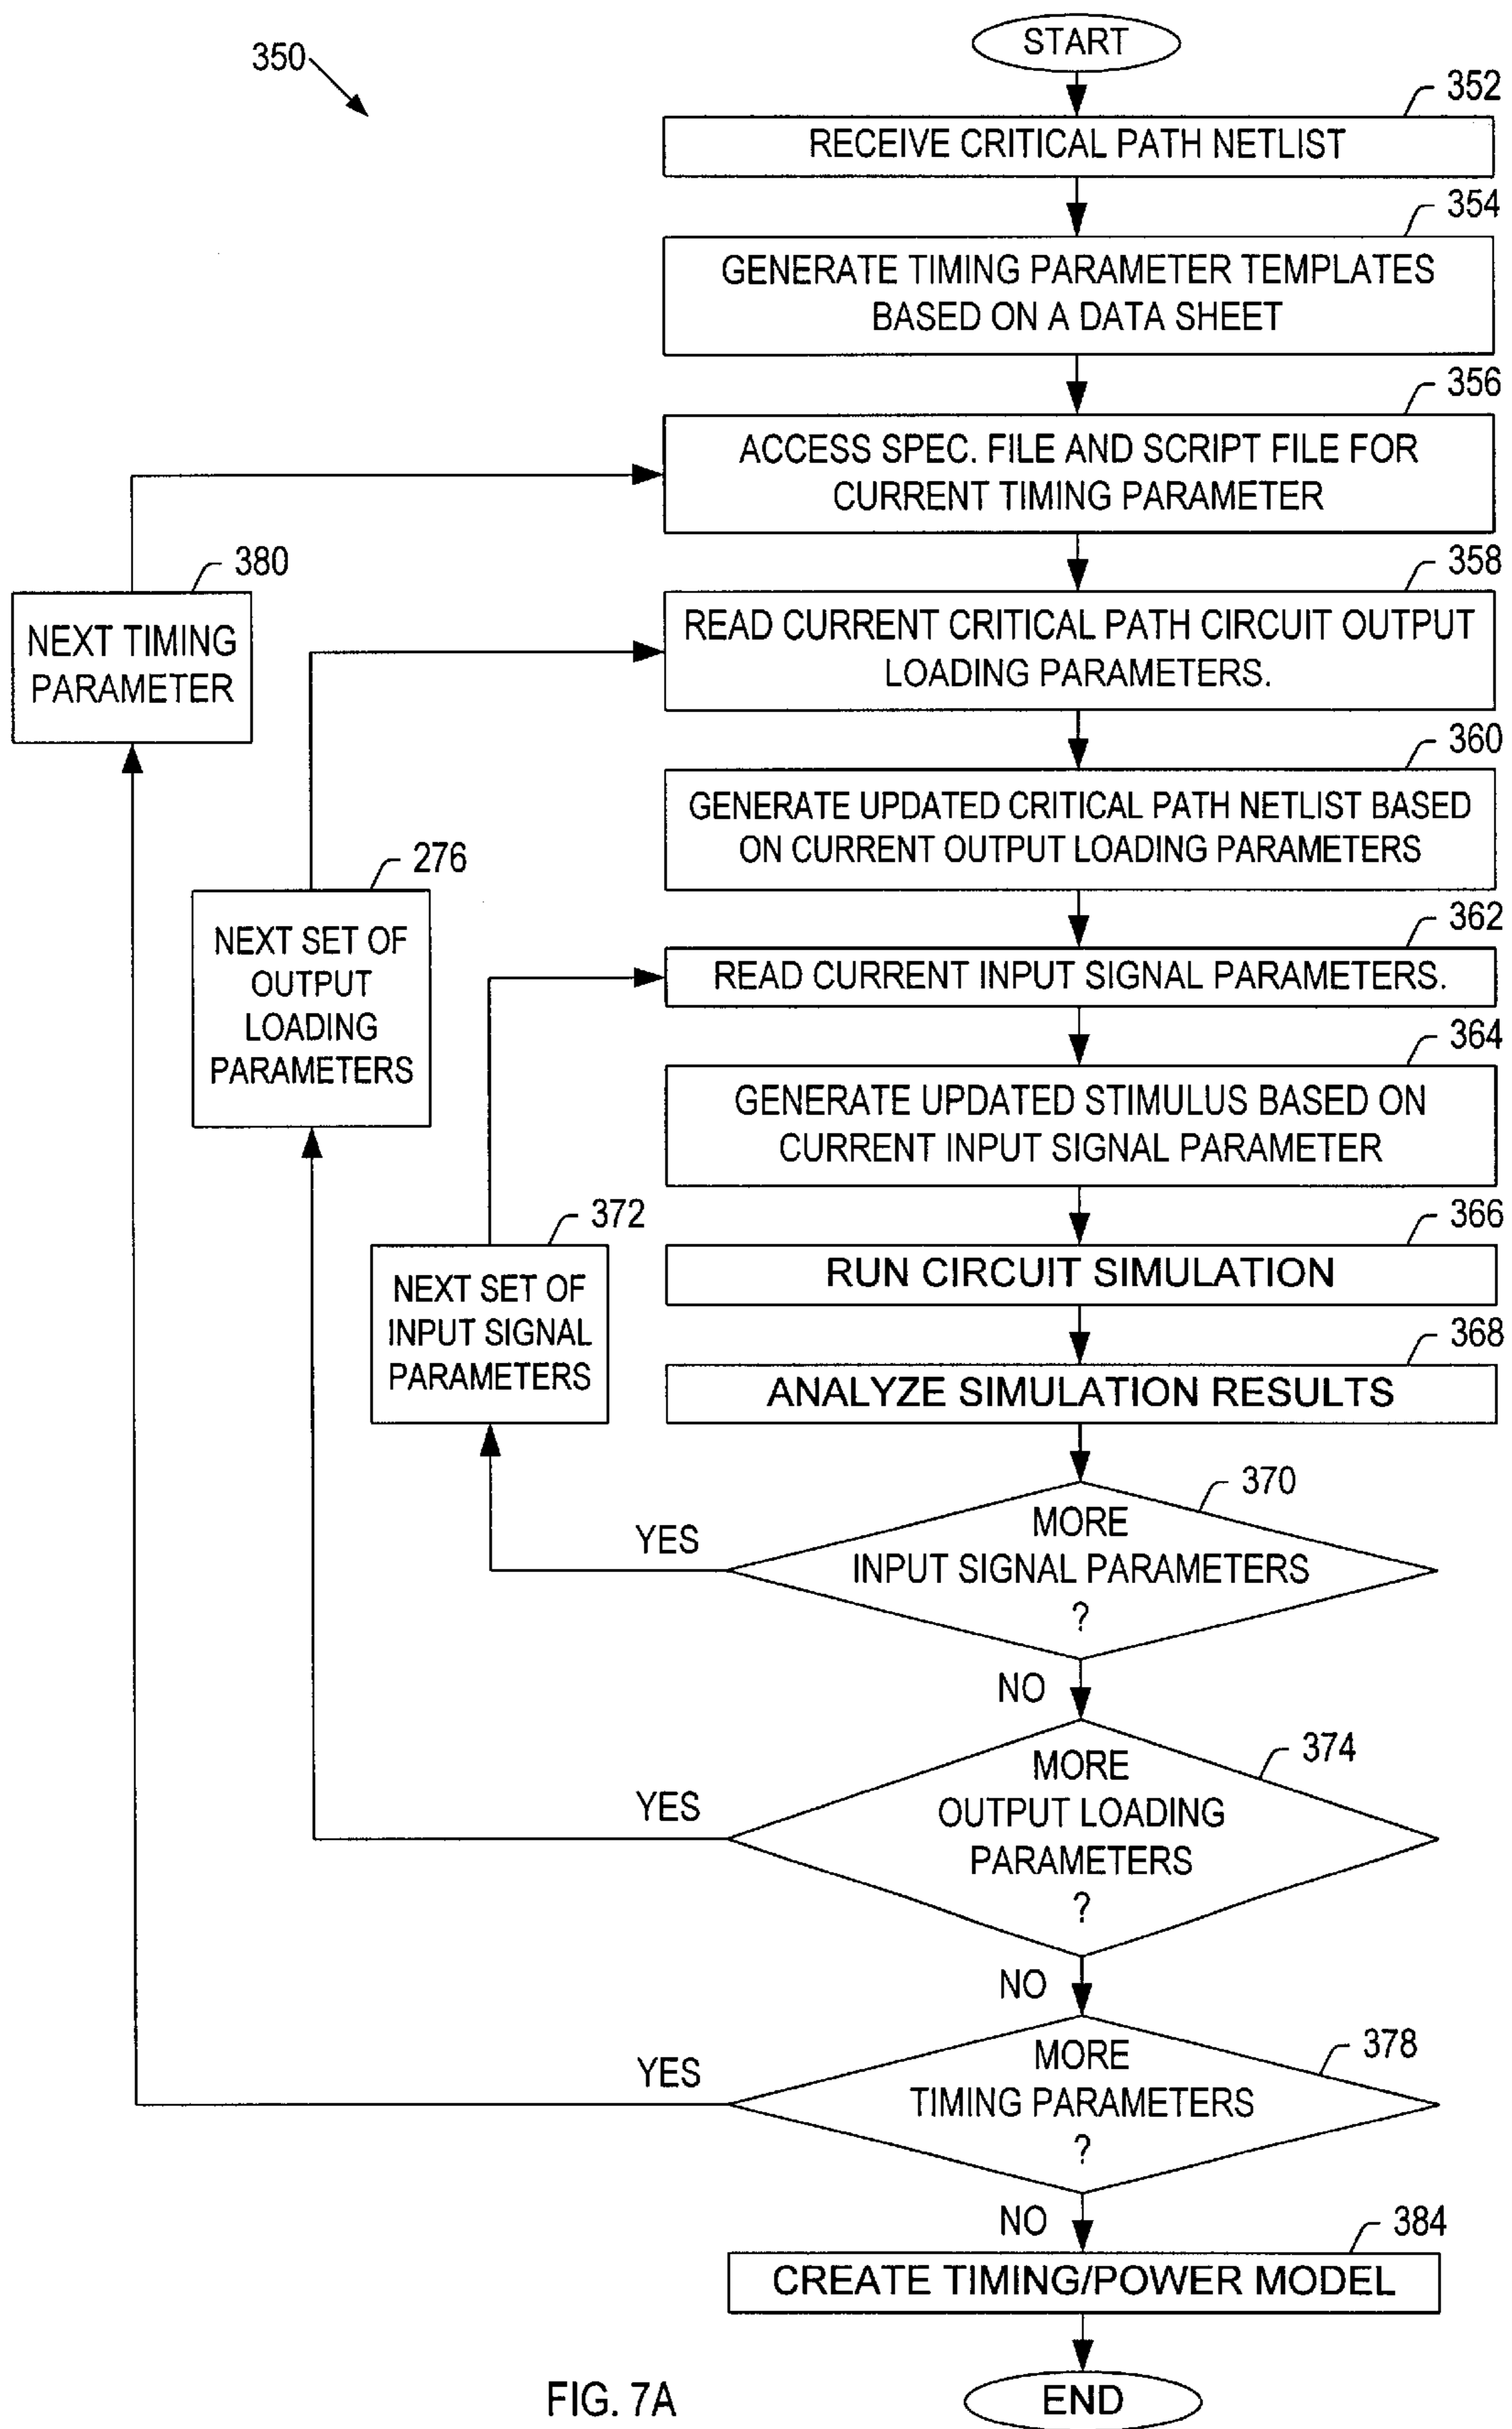 START
350
352
RECEIVE CRITICAL PATH NETLIST
354
GENERATE TIMING PARAMETER TEMPLATES
BASED ON A DATA SHEET
356
ACCESS SPEC. FILE AND SCRIPT FILE FOR
CURRENT TIMING PARAMETER
380
NEXT TIMING
PARAMETER
358
READ CURRENT CRITICAL PATH CIRCUIT OUTPUT
LOADING PARAMETERS.
360
GENERATE UPDATED CRITICAL PATH NETLIST BASED
ON CURRENT OUTPUT LOADING PARAMETERS
276
NEXT SET OF
OUTPUT
LOADING
PARAMETERS
362
READ CURRENT INPUT SIGNAL PARAMETERS.
364
GENERATE UPDATED STIMULUS BASED ON
CURRENT INPUT SIGNAL PARAMETER
372
NEXT SET OF
INPUT SIGNAL
PARAMETERS
366
RUN CIRCUIT SIMULATION
368
ANALYZE SIMULATION RESULTS
370
MORE
INPUT SIGNAL PARAMETERS
?
YES
NO
374
MORE
OUTPUT LOADING
PARAMETERS
?
YES
NO
378
MORE
TIMING PARAMETERS
?
YES
NO
384
CREATE TIMING/POWER MODEL
END
FIG. 7A